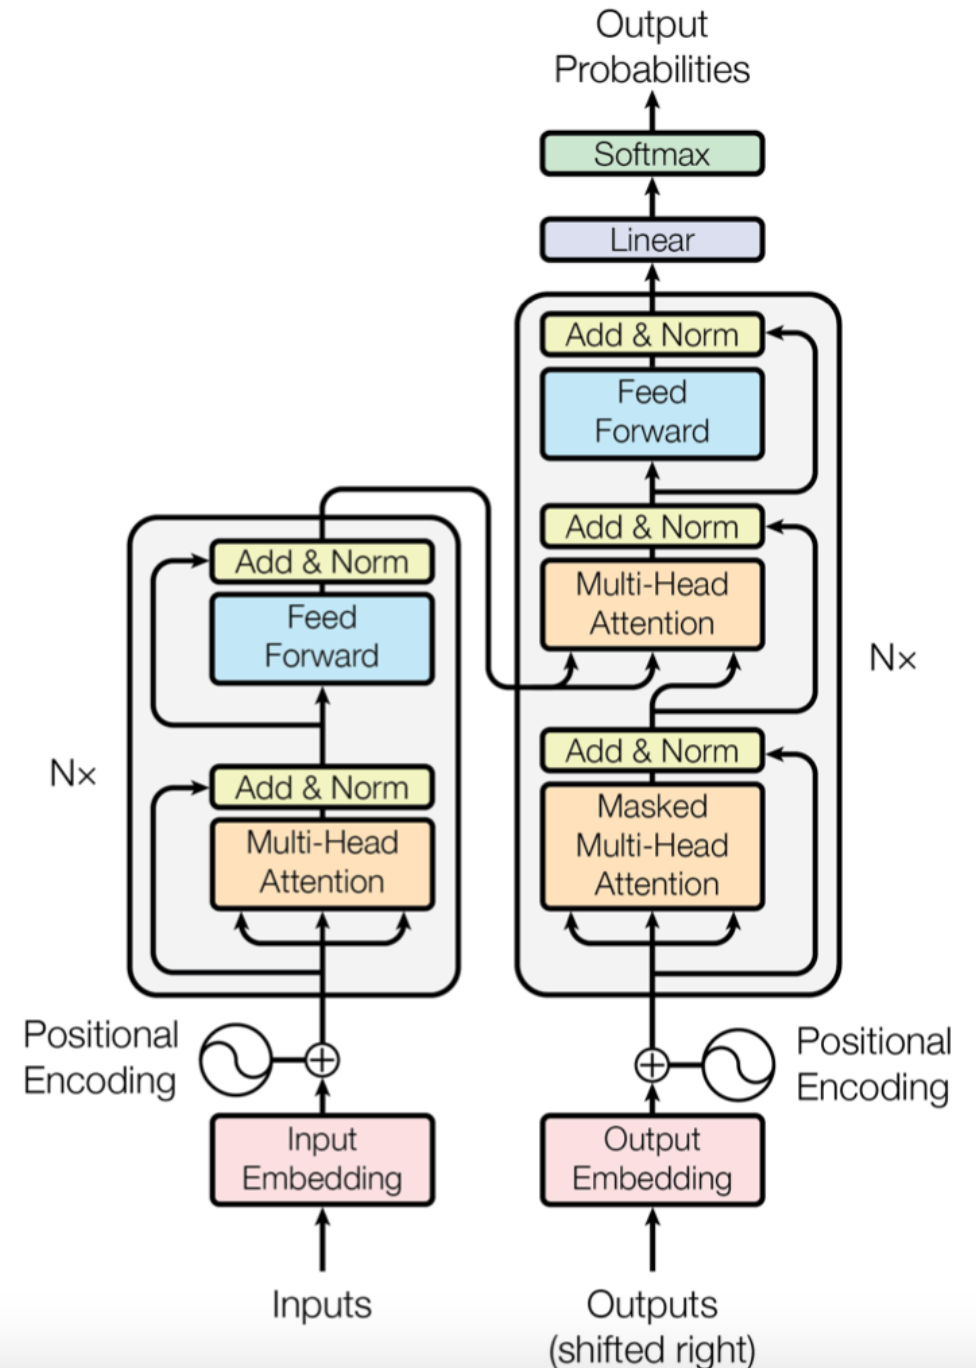 Output
Probabilities
Softmax
Linear
Add & Norm
Feed
Forward
Add & Norm
Multi-Head
Attention
Nx
Add & Norm
Masked
Multi-Head
Attention
Add & Norm
Feed
Forward
Nx
Add & Norm
Multi-Head
Attention
Positional
Encoding
Positional
Encoding
Input
Embedding
Output
Embedding
Inputs
Outputs
(shifted right)